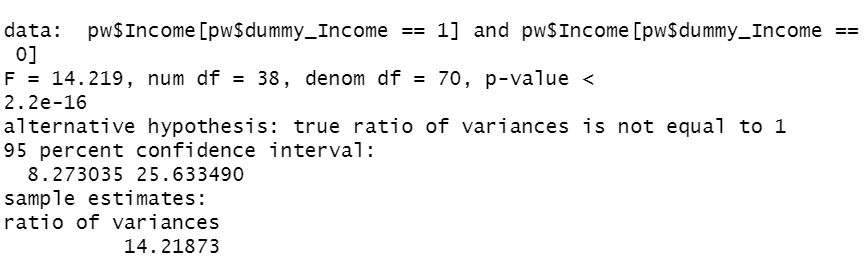 data:  pw$Income[pw$dummy_Income == 1] and pw$Income[pw$dummy_Income ==
 0]
F = 14.219, num df = 38, denom df = 70, p-value <
2.2e-16
alternative hypothesis: true ratio of variances is not equal to 1
95 percent confidence interval:
  8.273035 25.633490
sample estimates:
ratio of variances
          14.21873